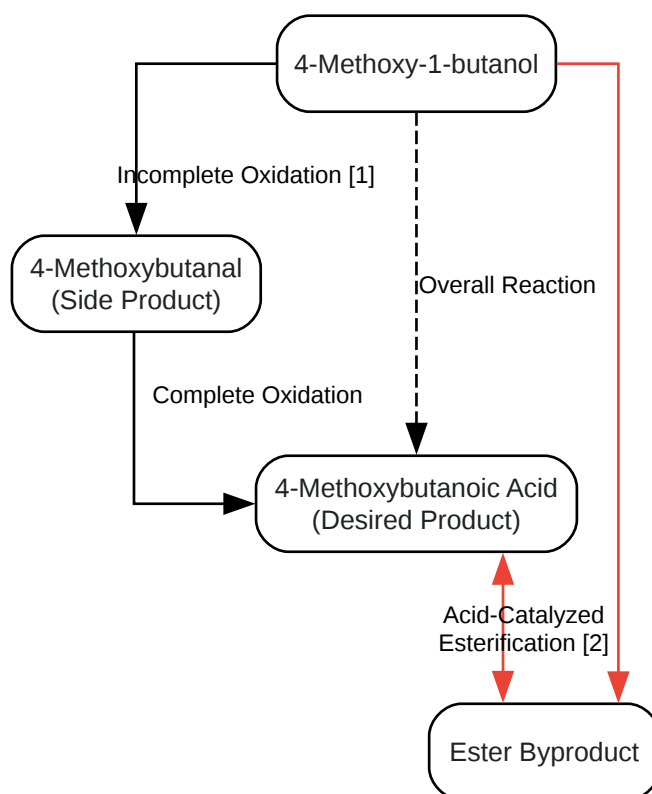 4-Methoxy-1-butanol
Incomplete Oxidation [1]
4-Methoxybutanal
(Side Product)
Overall Reaction
Complete Oxidation
4-Methoxybutanoic Acid
(Desired Product)
Acid-Catalyzed
Esterification [2]
Ester Byproduct